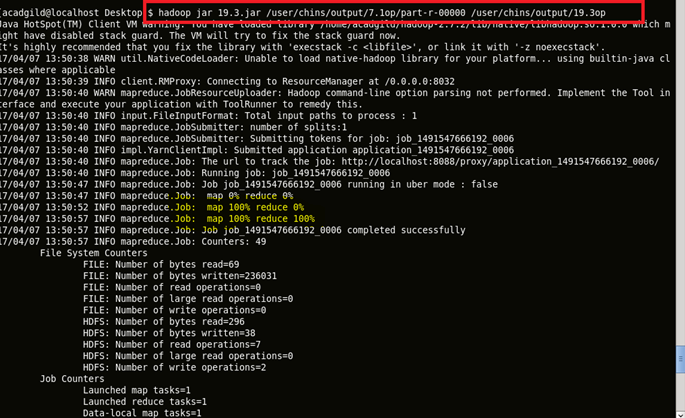 [acadgild@localhost Desktop]$ hadoop jar 19.3.jar /user/chins/output/7.1op/part-r-00000 /user/chins/output/19.3op
Java HotSpot(TM) Client VM warning: You have loaded library /home/acadgild/hadoop-2.7.2/lib/native/libhadoop.so.1.0.0 which m
ight have disabled stack guard. The VM will try to fix the stack guard now.
It's highly recommended that you fix the library with 'execstack -c <libfile>', or link it with '-z noexecstack'.
17/04/07 13:50:38 WARN util.NativeCodeLoader: Unable to load native-hadoop library for your platform... using builtin-java cl
asses where applicable
17/04/07 13:50:39 INFO client.RMProxy: Connecting to ResourceManager at /0.0.0.0:8032
17/04/07 13:50:40 WARN mapreduce.JobResourceUploader: Hadoop command-line option parsing not performed. Implement the Tool in
terface and execute your application with ToolRunner to remedy this.
17/04/07 13:50:40 INFO input.FileInputFormat: Total input paths to process : 1
17/04/07 13:50:40 INFO mapreduce.JobSubmitter: number of splits:1
17/04/07 13:50:40 INFO mapreduce.JobSubmitter: Submitting tokens for job: job_1491547666192_0006
17/04/07 13:50:40 INFO impl.YarnClientImpl: Submitted application application_1491547666192_0006
17/04/07 13:50:40 INFO mapreduce.Job: The url to track the job: http://localhost:8088/proxy/application_1491547666192_0006/
17/04/07 13:50:40 INFO mapreduce.Job: Running job: job_1491547666192_0006
17/04/07 13:50:47 INFO mapreduce.Job: Job job_1491547666192_0006 running in uber mode : false
17/04/07 13:50:47 INFO mapreduce.Job:  map 0% reduce 0%
17/04/07 13:50:52 INFO mapreduce.Job:  map 100% reduce 0%
17/04/07 13:50:57 INFO mapreduce.Job:  map 100% reduce 100%
17/04/07 13:50:57 INFO mapreduce.Job: Job job_1491547666192_0006 completed successfully
17/04/07 13:50:57 INFO mapreduce.Job: Counters: 49
File System Counters
FILE: Number of bytes read=69
FILE: Number of bytes written=236031
FILE: Number of read operations=0
FILE: Number of large read operations=0
FILE: Number of write operations=0
HDFS: Number of bytes read=296
HDFS: Number of bytes written=38
HDFS: Number of read operations=7
HDFS: Number of large read operations=0
HDFS: Number of write operations=2
Job Counters
Launched map tasks=1
Launched reduce tasks=1
Data-local map tasks=1